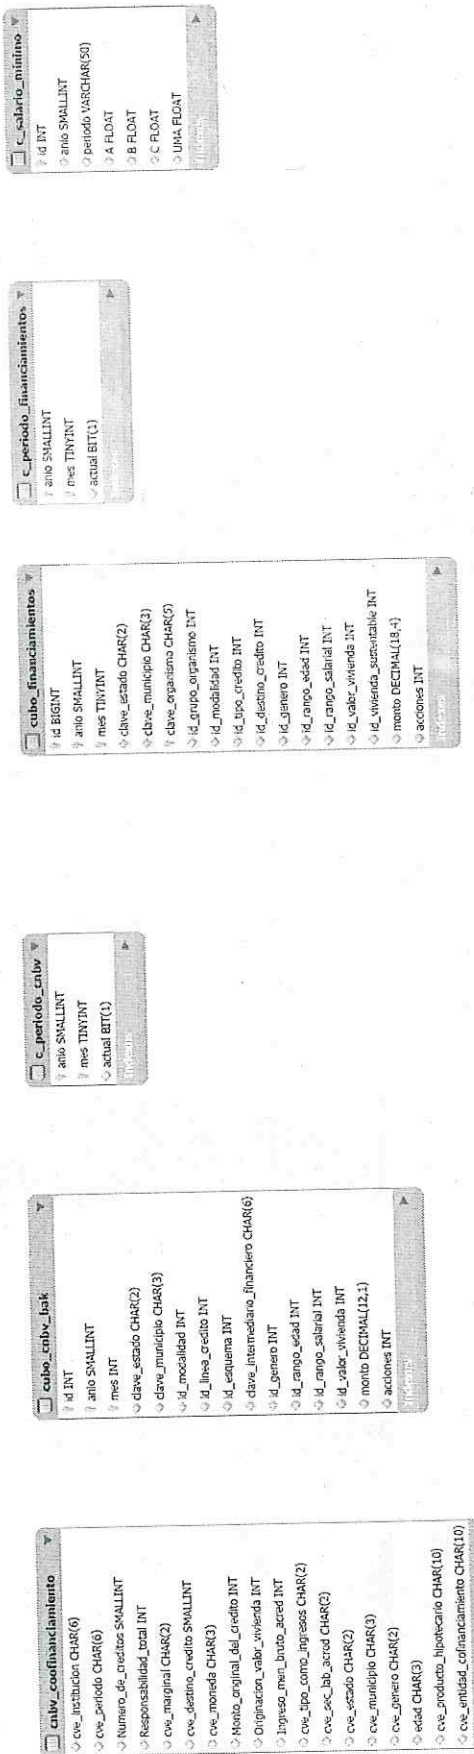 cnbv_coofinanciamiento
cve_institucion CHAR(6)
cve_periodo CHAR(6)
Numero_de_creditos SMALLINT
Responsabilidad_total INT
cve_marginal CHAR(2)
cve_destino_credito SMALLINT
cve_moneda CHAR(3)
Monto_original_del_credito INT
Originacion_valor_vivienda INT
Ingreso_men_bruto_acred INT
cve_tipo_como_ingresos CHAR(2)
cve_sec_lab_acred CHAR(2)
cve_estado CHAR(2)
cve_municipio CHAR(3)
cve_genero CHAR(2)
edad CHAR(3)
cve_producto_hipotecario CHAR(10)
cve_entidad_cofinanciamiento CHAR(10)
cubo_cnbv_bak
id INT
anio SMALLINT
mes INT
clave_estado CHAR(2)
clave_municipio CHAR(3)
id_modalidad INT
id_linea_credito INT
id_esquema INT
clave_intermediario_financiero CHAR(6)
id_genero INT
id_rango_edad INT
id_rango_salarial INT
id_valor_vivienda INT
monto DECIMAL(12,1)
acciones INT
Indexes
c_periodo_cnbv
anio SMALLINT
mes TINYINT
actual BIT(1)
Indexes
cubo_financiamientos
id BIGINT
anio SMALLINT
mes TINYINT
clave_estado CHAR(2)
clave_municipio CHAR(3)
clave_organismo CHAR(5)
id_grupo_organismo INT
id_modalidad INT
id_tipo_credito INT
id_destino_credito INT
id_genero INT
id_rango_edad INT
id_rango_salarial INT
id_valor_vivienda INT
id_vivienda_sustentable INT
monto DECIMAL(18,4)
acciones INT
Indexes
c_periodo_financiamientos
anio SMALLINT
mes TINYINT
actual BIT(1)
Indexes
c_salario_minimo
id INT
anio SMALLINT
periodo VARCHAR(50)
A FLOAT
B FLOAT
C FLOAT
UMA FLOAT
Indexes